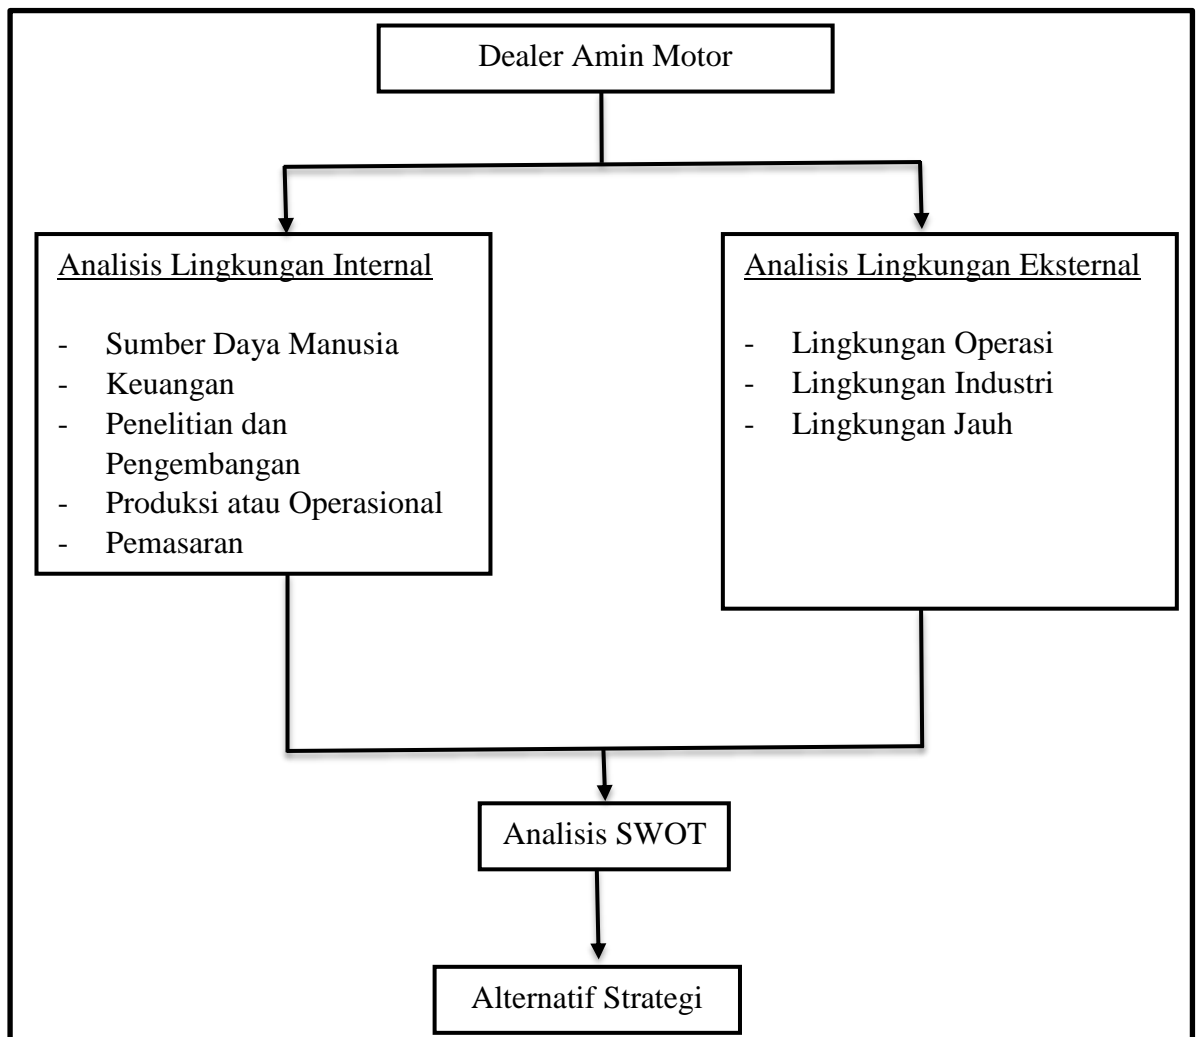 Dealer Amin Motor
Analisis Lingkungan Internal
- Sumber Daya Manusia
- Keuangan
- Penelitian dan
Pengembangan
- Produksi atau Operasional
- Pemasaran
Analisis Lingkungan Eksternal
- Lingkungan Operasi
- Lingkungan Industri
- Lingkungan Jauh
Analisis SWOT
Alternatif Strategi